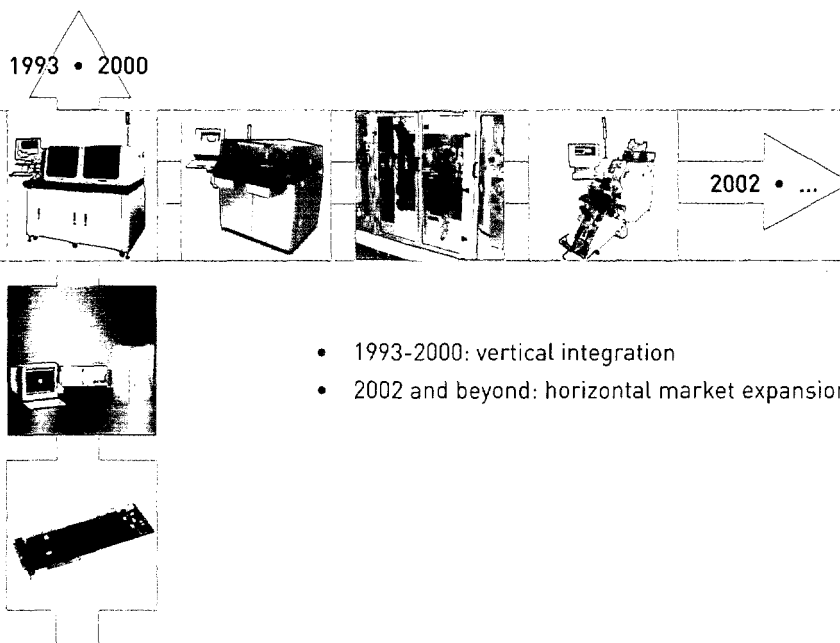 1993 • 2000
2002 • ...
• 1993-2000: vertical integration
• 2002 and beyond: horizontal market expansion